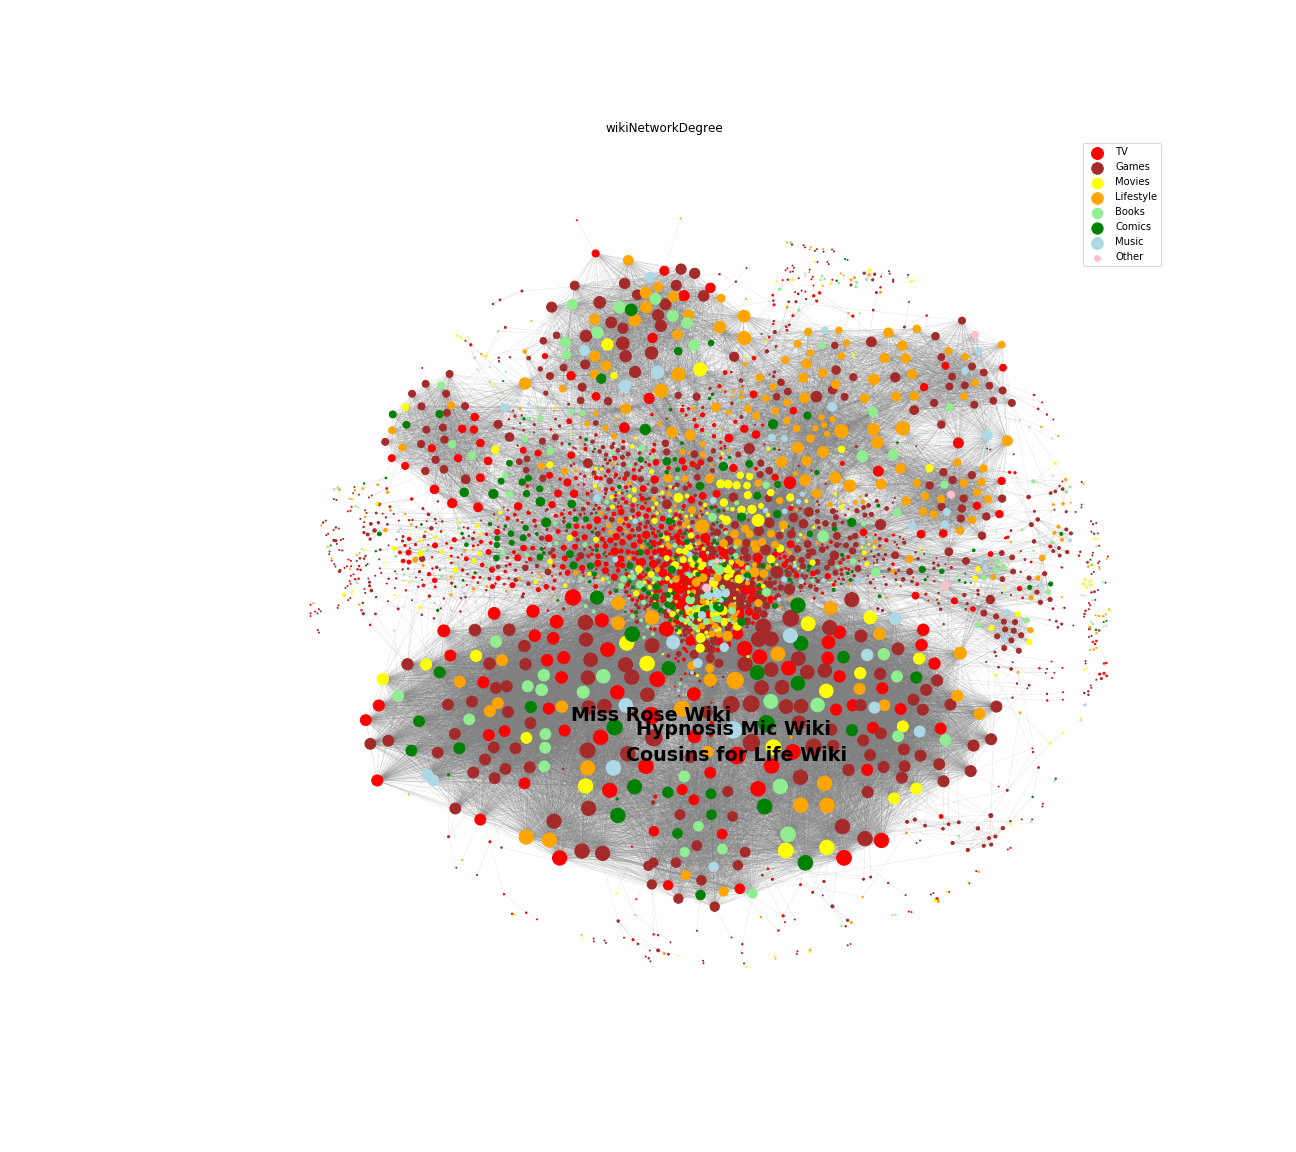 wikiNetworkDegree
TV
Games
Movies
Lifestyle
Books
Comics
Music
Other
Miss Rose Wiki
Hypnosis Mic Wiki
Cousins for Life Wiki